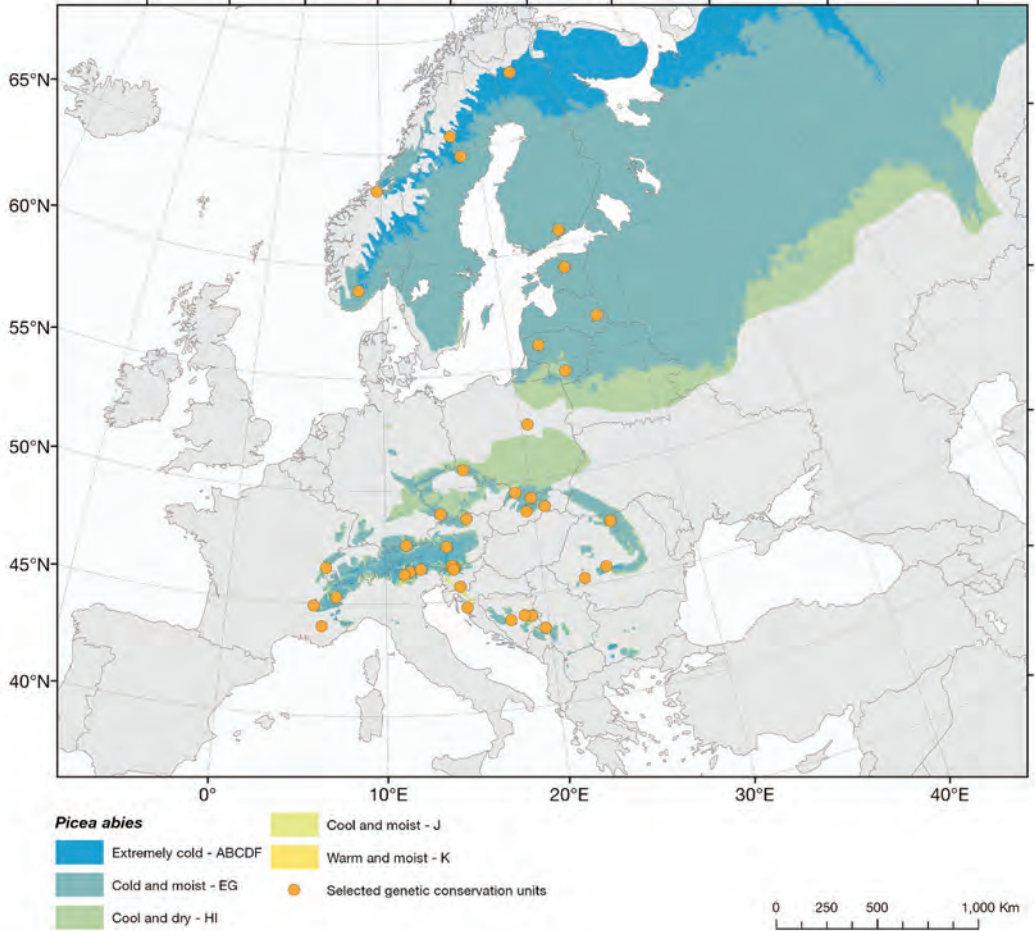 65°N
60°N
55°N
50°N
45°N
40°N
0° 10°E 20°E 30°E 40°E
Picea abies
Extremely cold - ABCDF
Cold and moist - EG
Cool and dry - HI
Cool and moist - J
Warm and moist - K
Selected genetic conservation units
0 250 500 1,000 Km